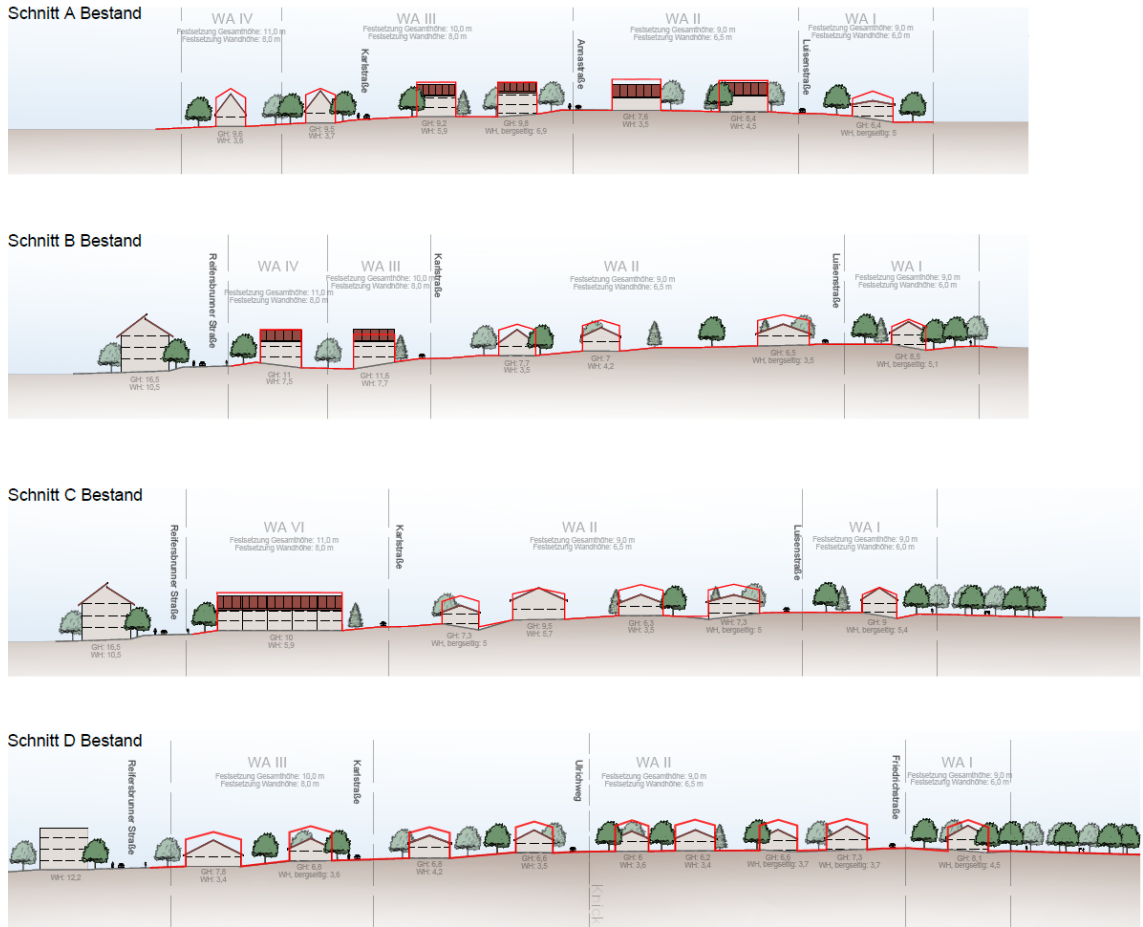 Schnitt A Bestand
WA IV
Festsetzung Gesamthöhe: 11,0 m
Festsetzung Wandhöhe: 8,0 m
WA III
Festsetzung Gesamthöhe: 10,0 m
Festsetzung Wandhöhe: 8,0 m
Karlstraße
Annastraße
WA II
Festsetzung Gesamthöhe: 9,0 m
Festsetzung Wandhöhe: 6,5 m
Luisenstraße
WA I
Festsetzung Gesamthöhe: 9,0 m
Festsetzung Wandhöhe: 6,0 m
GH: 9,6
WH: 3,6
GH: 9,5
WH: 3,7
GH: 9,2
WH: 5,9
GH: 9,8
WH, bergseitig: 6,9
GH: 7,6
WH: 3,5
GH: 8,4
WH: 4,5
GH: 6,4
WH, bergseitig: 5
Schnitt B Bestand
Reifersbrunner Straße
WA IV
Festsetzung Gesamthöhe: 11,0 m
Festsetzung Wandhöhe: 8,0 m
WA III
Festsetzung Gesamthöhe: 10,0 m
Festsetzung Wandhöhe: 8,0 m
Karlstraße
WA II
Festsetzung Gesamthöhe: 9,0 m
Festsetzung Wandhöhe: 6,5 m
Luisenstraße
WA I
Festsetzung Gesamthöhe: 9,0 m
Festsetzung Wandhöhe: 6,0 m
GH: 16,5
WH: 10,5
GH: 11
WH: 7,5
GH: 11,6
WH: 7,7
GH: 7,7
WH: 3,5
GH: 7
WH: 4,2
GH: 6,5
WH, bergseitig: 3,5
GH: 8,5
WH, bergseitig: 5,1
Schnitt C Bestand
Reifersbrunner Straße
WA VI
Festsetzung Gesamthöhe: 11,0 m
Festsetzung Wandhöhe: 8,0 m
Karlstraße
WA II
Festsetzung Gesamthöhe: 9,0 m
Festsetzung Wandhöhe: 6,5 m
Luisenstraße
WA I
Festsetzung Gesamthöhe: 9,0 m
Festsetzung Wandhöhe: 6,0 m
GH: 16,5
WH: 10,5
GH: 10
WH: 5,9
GH: 7,3
WH, bergseitig: 5
GH: 9,5
WH: 5,7
GH: 6,3
WH: 3,5
WH: 7,3
WH, bergseitig: 5
GH: 9
WH, bergseitig: 5,4
Schnitt D Bestand
Reifersbrunner Straße
WA III
Festsetzung Gesamthöhe: 10,0 m
Festsetzung Wandhöhe: 8,0 m
Karlstraße
Ulrichweg
WA II
Festsetzung Gesamthöhe: 9,0 m
Festsetzung Wandhöhe: 6,5 m
Friedrichstraße
WA I
Festsetzung Gesamthöhe: 9,0 m
Festsetzung Wandhöhe: 6,0 m
WH: 12,2
GH: 7,8
WH: 3,4
GH: 6,8
WH, bergseitig: 3,6
GH: 6,8
WH: 4,2
GH: 6,6
WH: 3,5
GH: 6
WH: 3,6
GH: 6,2
WH: 3,4
GH: 6,6
WH, bergseitig: 3,7
GH: 7,3
WH, bergseitig: 3,7
GH: 8,1
WH, bergseitig: 4,5
Knick